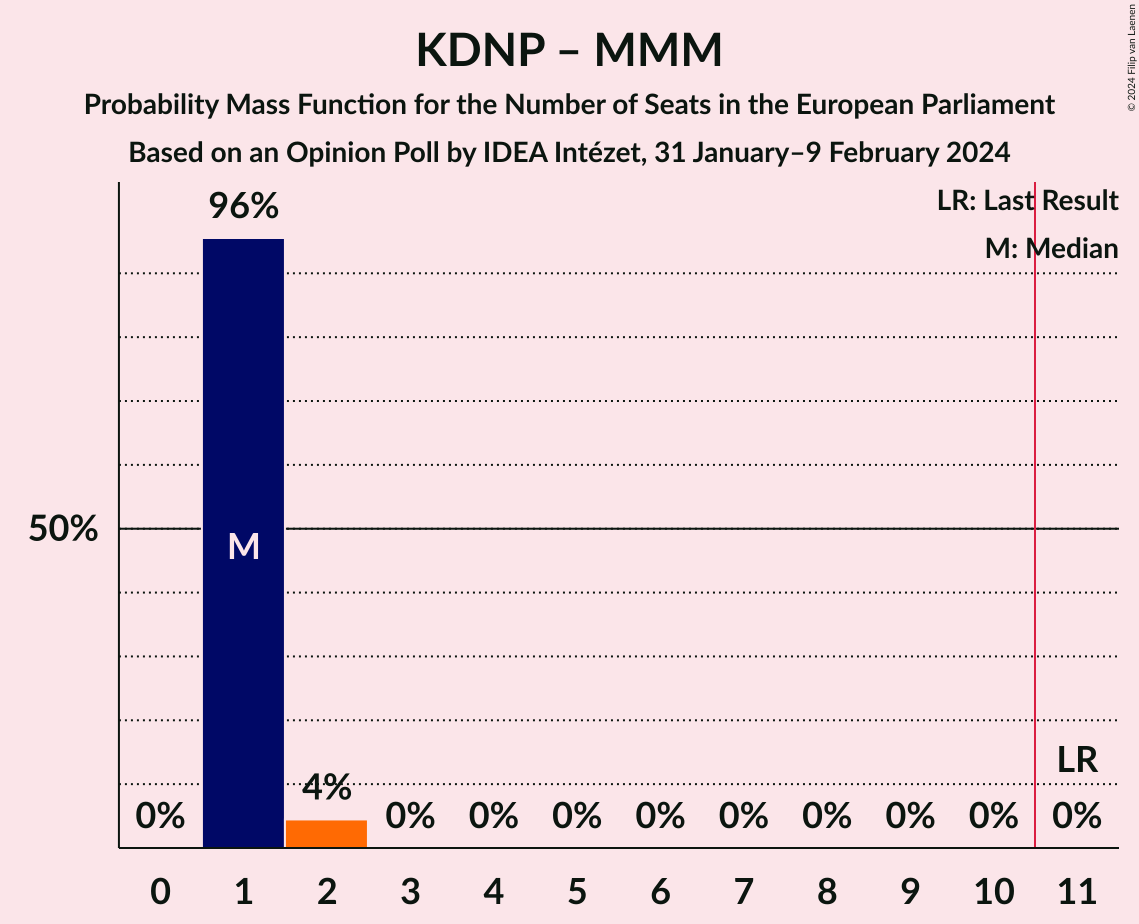 KDNP – MMM
Probability Mass Function for the Number of Seats in the European Parliament
Based on an Opinion Poll by IDEA Intézet, 31 January–9 February 2024
© 2024 Filip van Laenen
LR: Last Result
M: Median
96%
50%
M
LR
0% 4% 0% 0% 0% 0% 0% 0% 0% 0% 0%
0 1 2 3 4 5 6 7 8 9 10 11